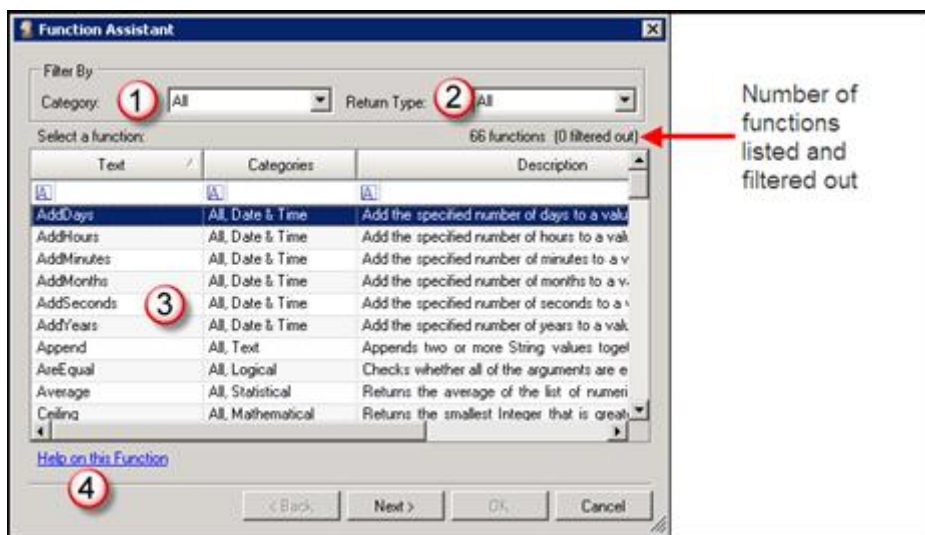 Function Assistant
Filter By
Category: 1 All Return Type: 2 All
Select a function: 66 functions (0 filtered out)
Number of
functions
listed and
filtered out
Text Categories Description
AddDays All, Date & Time Add the specified number of days to a valu
AddHours All, Date & Time Add the specified number of hours to a valu
AddMinutes All, Date & Time Add the specified number of minutes to a v
AddMonths All, Date & Time Add the specified number of months to a v
AddSeconds 3 All, Date & Time Add the specified number of seconds to a v
AddYears All, Date & Time Add the specified number of years to a valu
Append All, Text Appends two or more String values toget
AreEqual All, Logical Checks whether all of the arguments are e
Average All, Statistical Returns the average of the list of numeri
Ceiling All, Mathematical Returns the smallest Integer that is great
Help on this Function
4
< Back Next > OK Cancel